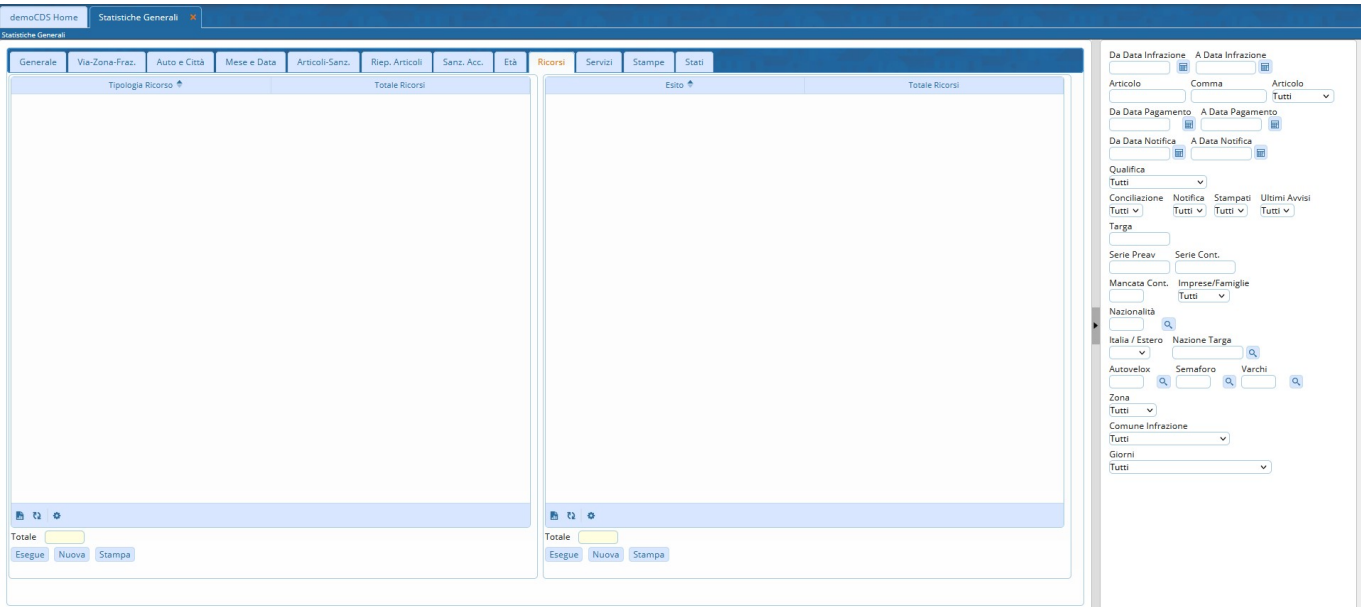 demoCDS Home Statistiche Generali
Statistiche Generali
Generale Via-Zona-Fraz. Auto e Città Mese e Data Articoli-Sanz. Riep. Articoli Sanz. Acc. Età Ricorsi Servizi Stampe Stati
Tipologia Ricorso Totale Ricorsi
Esito Totale Ricorsi
Totale
Esegue Nuova Stampa
Totale
Esegue Nuova Stampa
Da Data Infrazione A Data Infrazione
Articolo Comma Articolo
Tutti
Da Data Pagamento A Data Pagamento
Da Data Notifica A Data Notifica
Qualifica
Tutti
Conciliazione Notifica Stampati Ultimi Avvisi
Tutti Tutti Tutti Tutti
Targa
Serie Preav Serie Cont.
Mancata Cont. Imprese/Famiglie
Tutti
Nazionalità
Italia / Estero Nazione Targa
Autovelox Semaforo Varchi
Zona
Tutti
Comune Infrazione
Tutti
Giorni
Tutti